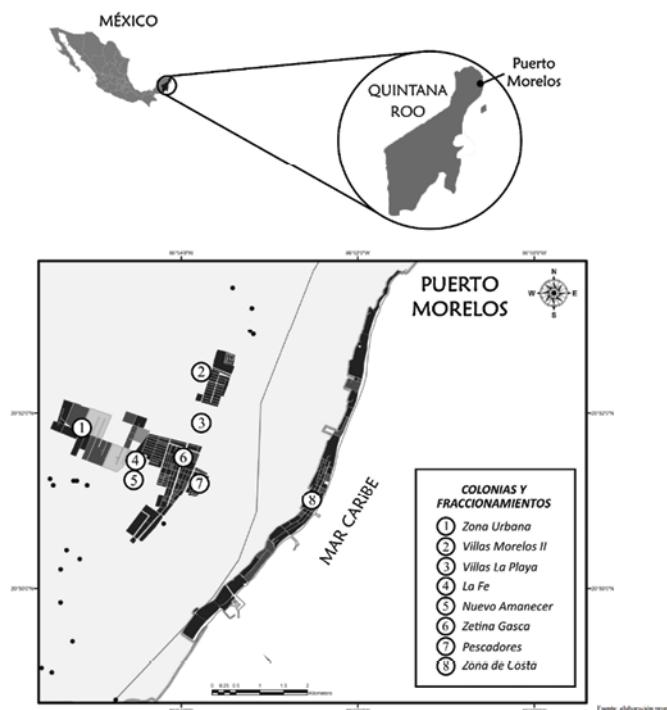 MÉXICO
QUINTANA
ROO
Puerto
Morelos
PUERTO
MORELOS
N
W
E
S
1
2
3
4
5
6
7
8
MAR CARIBE
COLONIAS Y
FRACCIONAMIENTOS
1 Zona Urbana
2 Villas Morelos II
3 Villas La Playa
4 La Fe
5 Nuevo Amanecer
6 Zetina Gasca
7 Pescadores
8 Zona de Costa